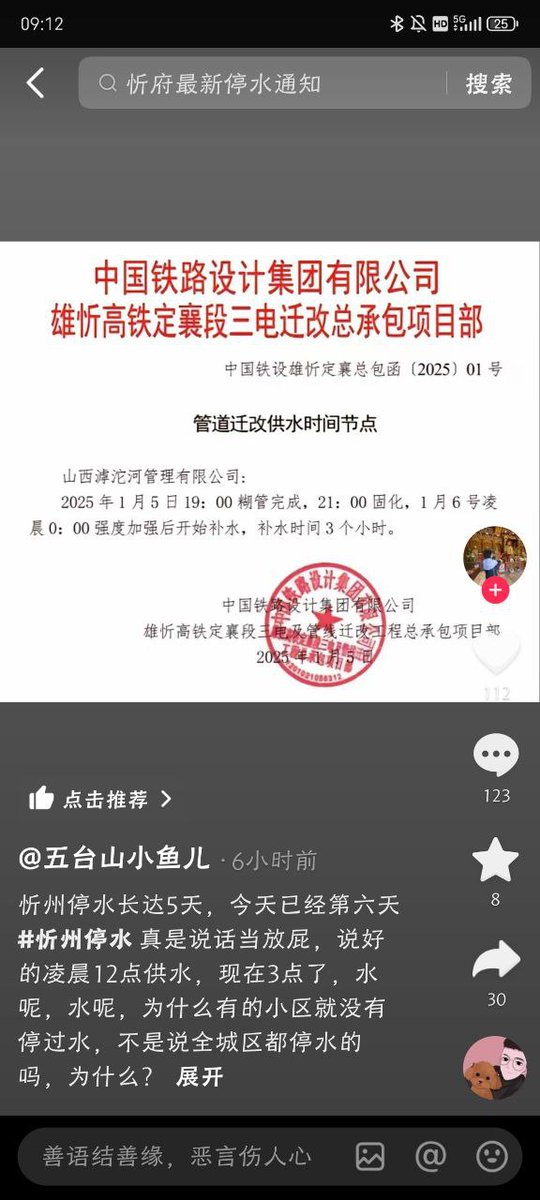 09:12
HD 5G 25
忻府最新停水通知 搜索
中国铁路设计集团有限公司
雄忻高铁定襄段三电迁改总承包项目部
中国铁设雄忻定襄总包函〔2025〕01号
管道迁改供水时间节点
山西滹沱河管理有限公司:
2025年1月5日19:00糊管完成，21:00固化，1月6号凌
晨0:00强度加强后开始补水，补水时间3个小时。
中国铁路设计集团有限公司
雄忻高铁定襄段三电及管线迁改工程总承包项目部
2025年1月5日
112
123
点击推荐
@五台山小鱼儿 · 6小时前
8
忻州停水长达5天，今天已经第六天
#忻州停水 真是说话当放屁，说好
的凌晨12点供水，现在3点了，水
30
呢，水呢，为什么有的小区就没有
停过水，不是说全城区都停水的
吗，为什么？ 展开
善语结善缘，恶言伤人心